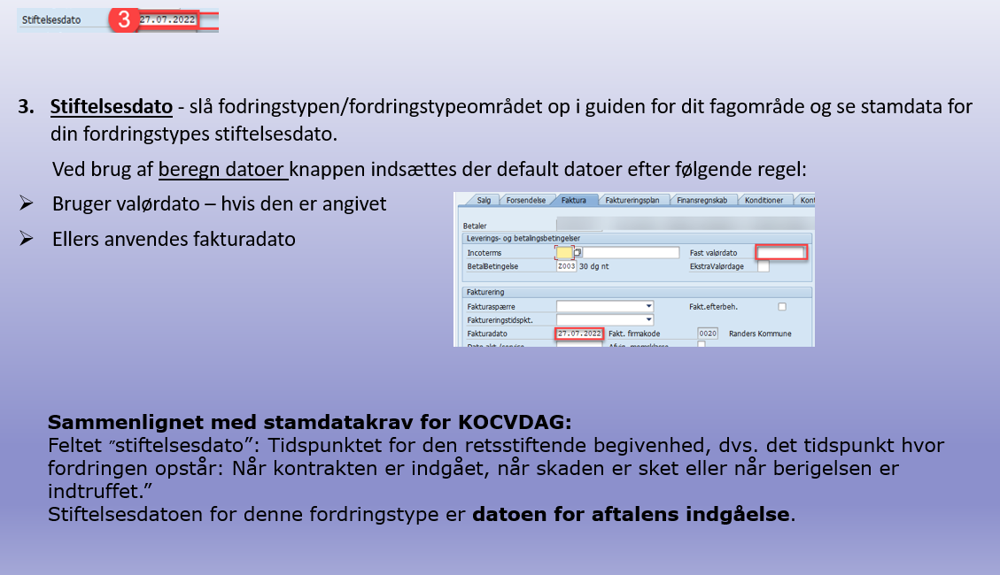 Stiftelsesdato 3 27.07.2022
3. Stiftelsesdato - slå fodringstypen/fordringstypeområdet op i guiden for dit fagområde og se stamdata for
din fordringstypes stiftelsesdato.
Ved brug af beregn datoer knappen indsættes der default datoer efter følgende regel:
Bruger valørdato – hvis den er angivet
Ellers anvendes fakturadato
Salg Forsendelse Faktura Faktureringsplan Finansregnskab Konditioner Kont
Betaler
Leverings- og betalingsbetingelser
Incoterms Fast valørdato
BetalBetingelse Z003 30 dg nt EkstraValørdage
Fakturering
Fakturaspærre Fakt.efterbeh.
Faktureringstidspkt.
Fakturadato 27.07.2022 Fakt. firmakode 0020 Randers Kommune
Sammenlignet med stamdatakrav for KOCVDAG:
Feltet ”stiftelsesdato”: Tidspunktet for den retsstiftende begivenhed, dvs. det tidspunkt hvor
fordringen opstår: Når kontrakten er indgået, når skaden er sket eller når berigelsen er
indtruffet.”
Stiftelsesdatoen for denne fordringstype er datoen for aftalens indgåelse.